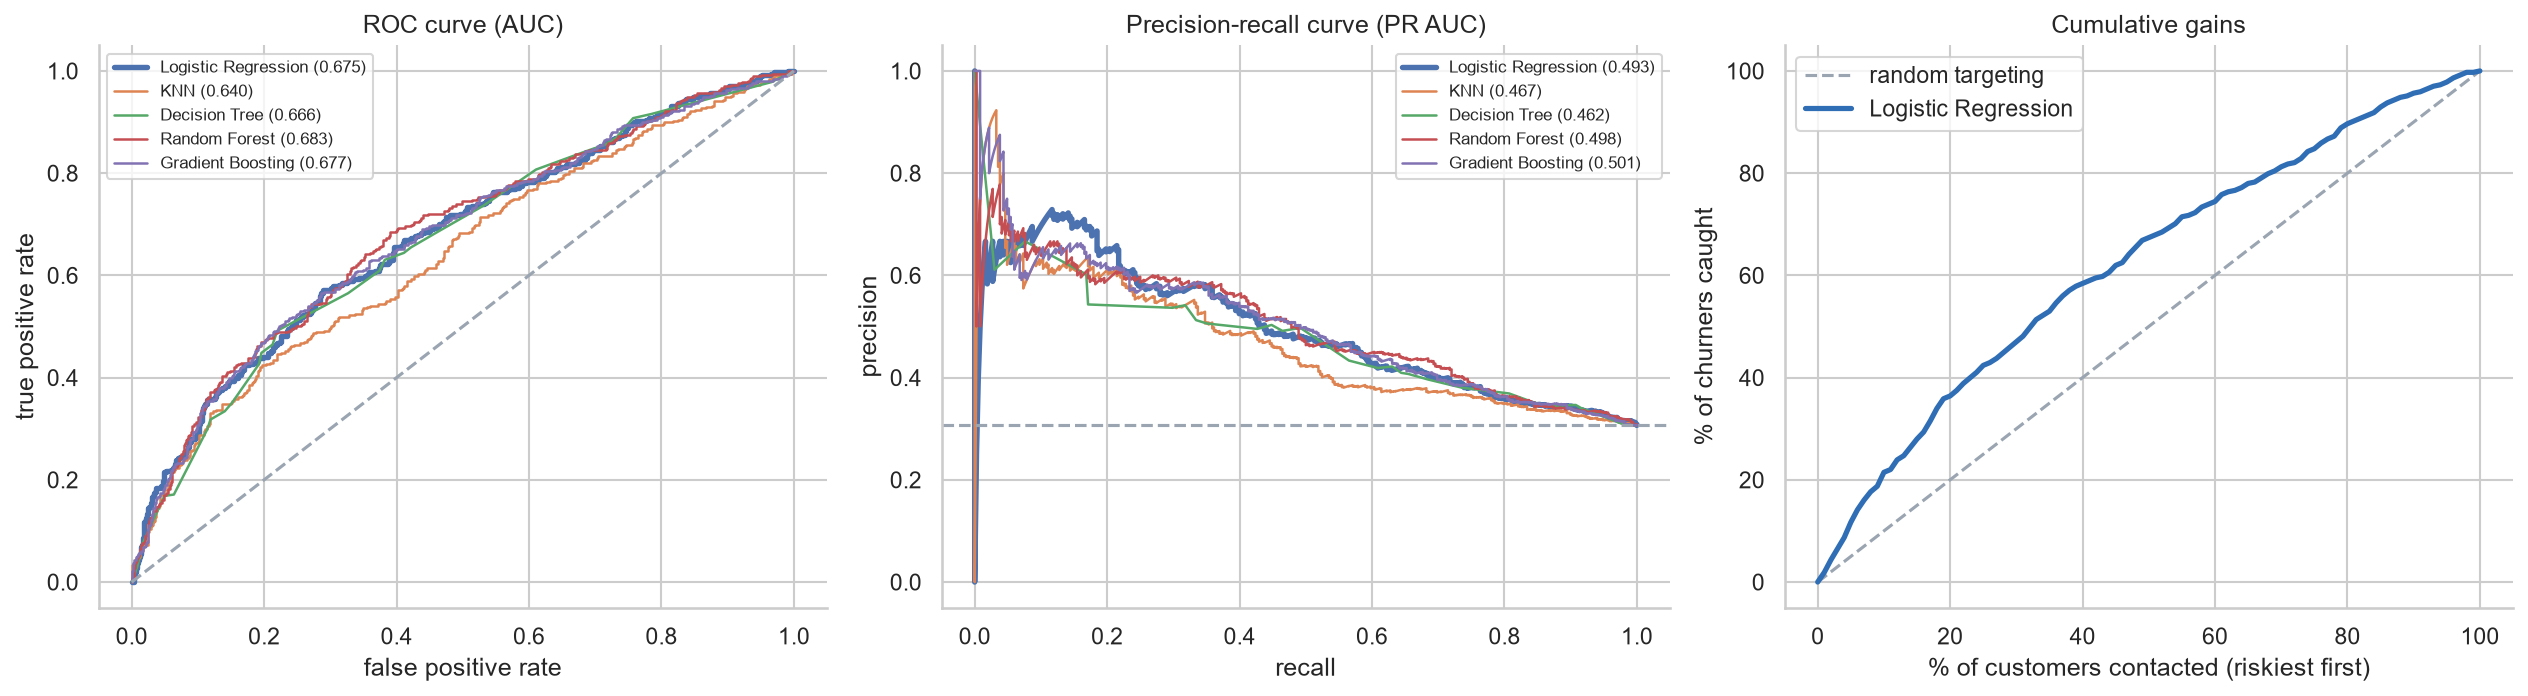 ROC curve (AUC)
Logistic Regression (0.675)
KNN (0.640)
Decision Tree (0.666)
Random Forest (0.683)
Gradient Boosting (0.677)
true positive rate
1.0
0.8
0.6
0.4
0.2
0.0
0.0 0.2 0.4 0.6 0.8 1.0
false positive rate
Precision-recall curve (PR AUC)
Logistic Regression (0.493)
KNN (0.467)
Decision Tree (0.462)
Random Forest (0.498)
Gradient Boosting (0.501)
precision
1.0
0.8
0.6
0.4
0.2
0.0
0.0 0.2 0.4 0.6 0.8 1.0
recall
Cumulative gains
random targeting
Logistic Regression
% of churners caught
100
80
60
40
20
0
0 20 40 60 80 100
% of customers contacted (riskiest first)